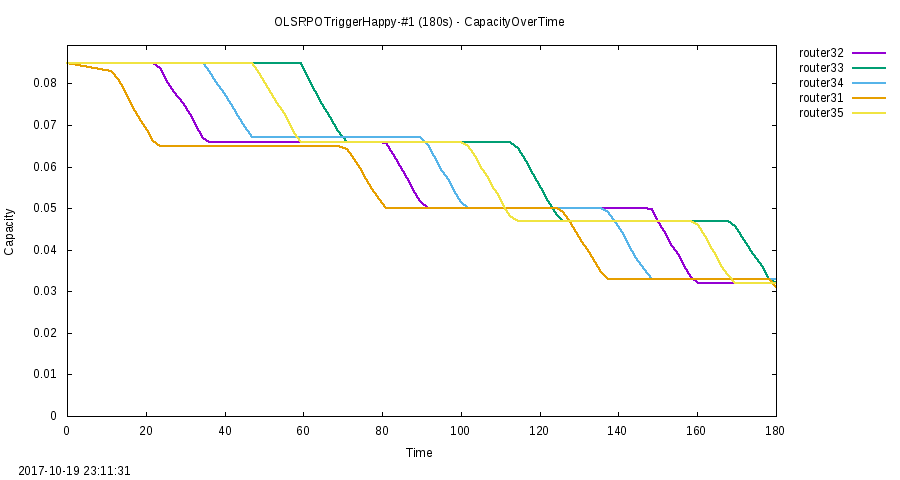 OLSRPOTriggerHappy-#1 (180s) - CapacityOverTime
router32
router33
router34
router31
router35
0.08
0.07
0.06
0.05
0.04
0.03
0.02
0.01
0
Capacity
0 20 40 60 80 100 120 140 160 180
Time
2017-10-19 23:11:31